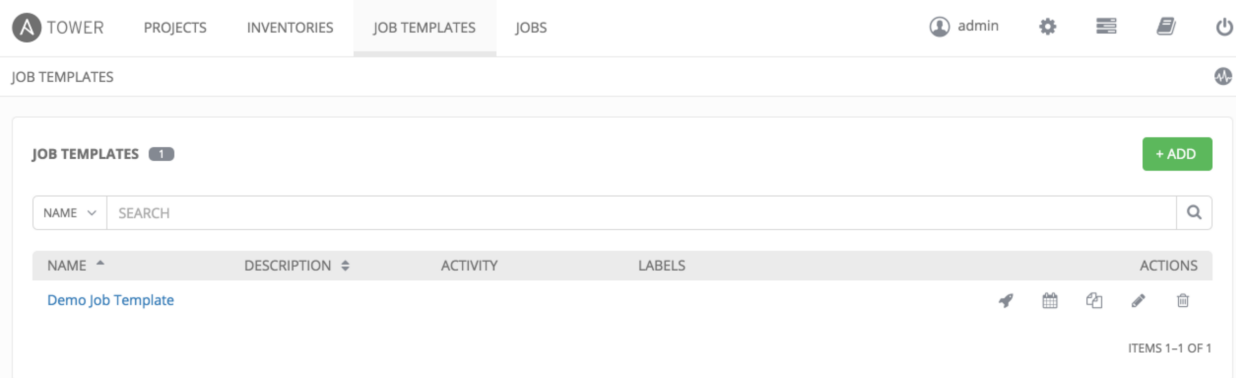 A TOWER PROJECTS INVENTORIES JOB TEMPLATES JOBS admin
JOB TEMPLATES
JOB TEMPLATES 1 + ADD
NAME SEARCH
NAME DESCRIPTION ACTIVITY LABELS ACTIONS
Demo Job Template
ITEMS 1–1 OF 1